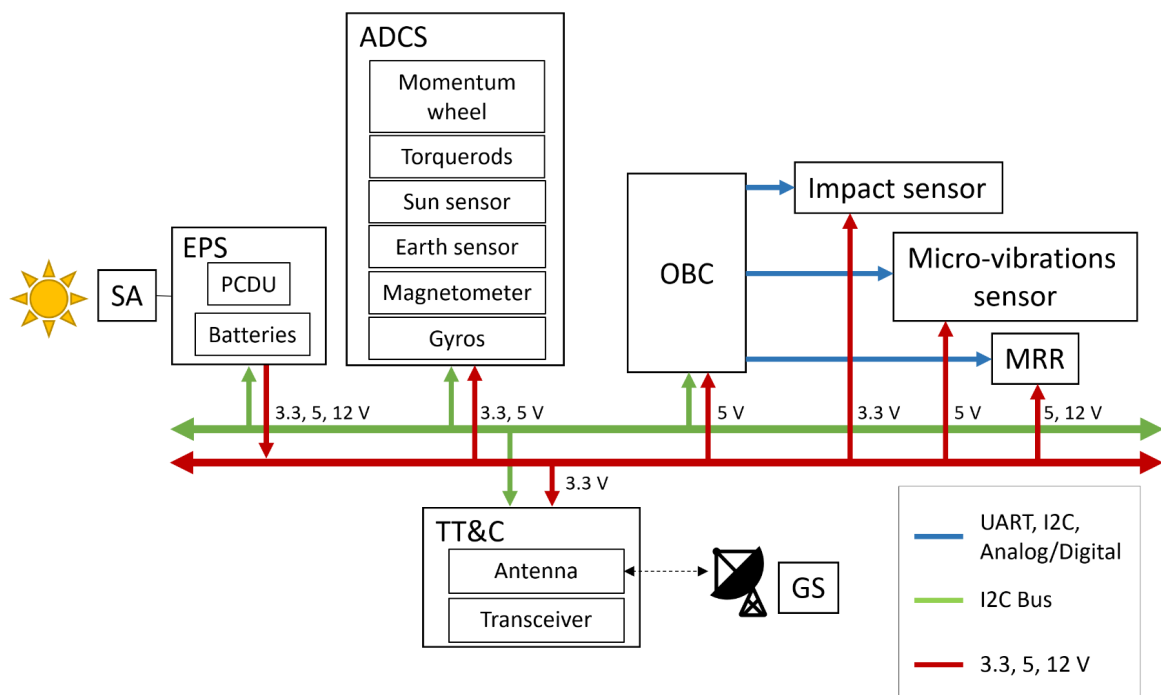 ADCS
Momentum
wheel
Torquerods
Sun sensor
Earth sensor
Magnetometer
Gyros
EPS
PCDU
Batteries
SA
OBC
Impact sensor
Micro-vibrations
sensor
MRR
3.3, 5, 12 V
3.3, 5 V
5 V
3.3 V
5 V
5, 12 V
3.3 V
TT&C
Antenna
Transceiver
GS
UART, I2C,
Analog/Digital
I2C Bus
3.3, 5, 12 V